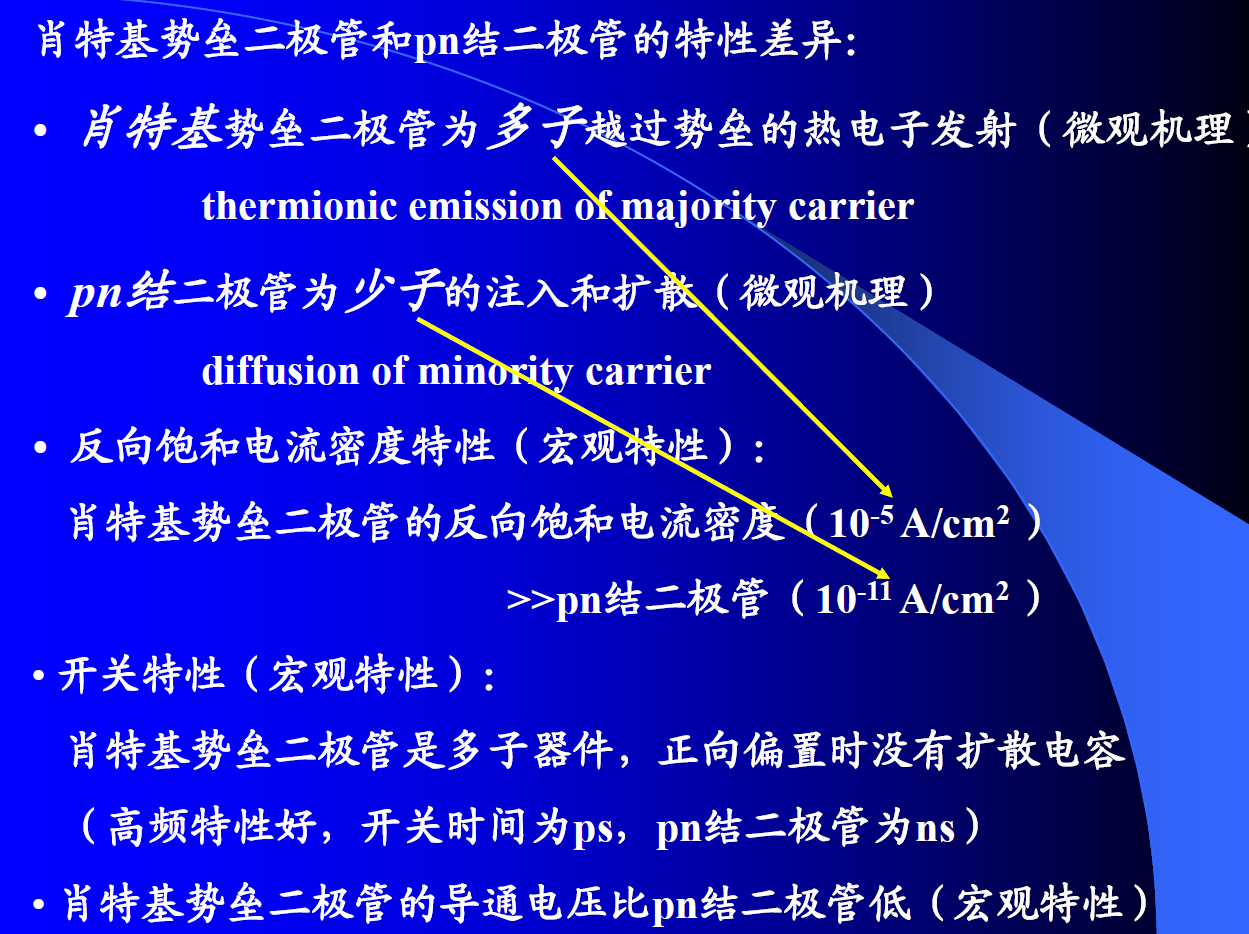 肖特基势垒二极管和pn结二极管的特性差异:
• 肖特基势垒二极管为多子越过势垒的热电子发射（微观机理）
thermionic emission of majority carrier
• pn结二极管为少子的注入和扩散（微观机理）
diffusion of minority carrier
• 反向饱和电流密度特性（宏观特性）:
肖特基势垒二极管的反向饱和电流密度（10⁻⁵ A/cm²）
>>pn结二极管（10⁻¹¹ A/cm²）
• 开关特性（宏观特性）:
肖特基势垒二极管是多子器件，正向偏置时没有扩散电容
（高频特性好，开关时间为ps，pn结二极管为ns）
• 肖特基势垒二极管的导通电压比pn结二极管低（宏观特性）